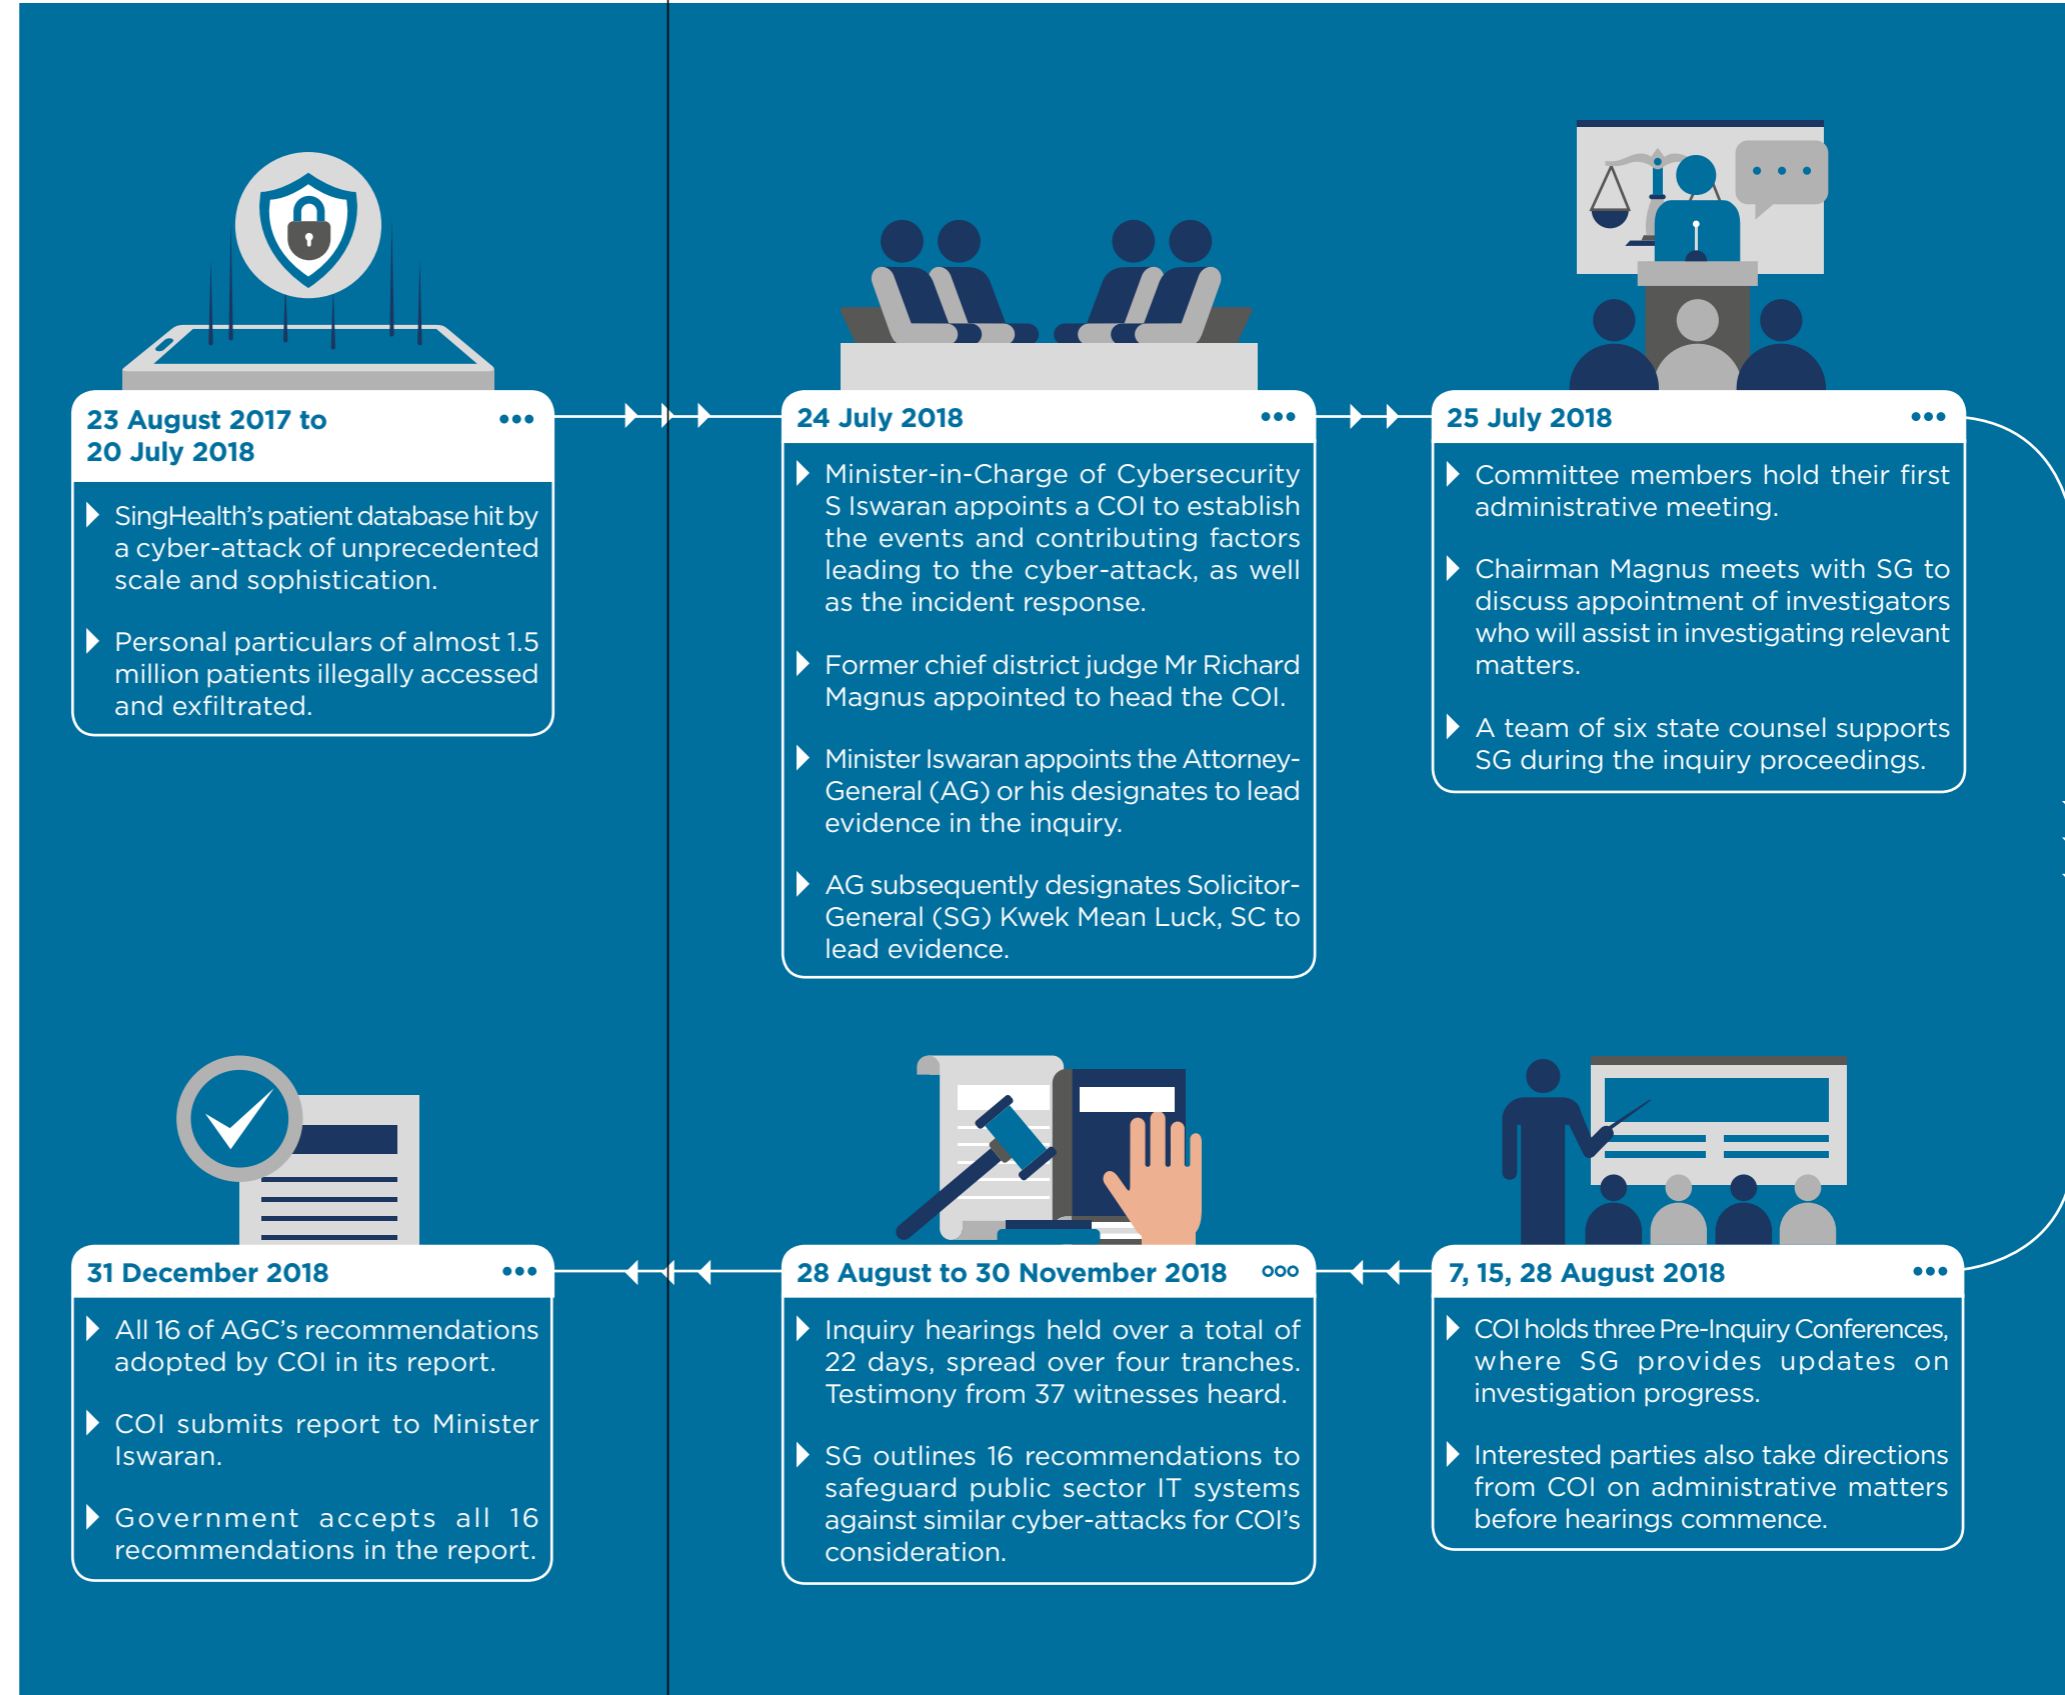 23 August 2017 to
20 July 2018
SingHealth's patient database hit by
a cyber-attack of unprecedented
scale and sophistication.
Personal particulars of almost 1.5
million patients illegally accessed
and exfiltrated.
24 July 2018
Minister-in-Charge of Cybersecurity
S Iswaran appoints a COI to establish
the events and contributing factors
leading to the cyber-attack, as well
as the incident response.
Former chief district judge Mr Richard
Magnus appointed to head the COI.
Minister Iswaran appoints the Attorney-
General (AG) or his designates to lead
evidence in the inquiry.
AG subsequently designates Solicitor-
General (SG) Kwek Mean Luck, SC to
lead evidence.
25 July 2018
Committee members hold their first
administrative meeting.
Chairman Magnus meets with SG to
discuss appointment of investigators
who will assist in investigating relevant
matters.
A team of six state counsel supports
SG during the inquiry proceedings.
7, 15, 28 August 2018
COI holds three Pre-Inquiry Conferences,
where SG provides updates on
investigation progress.
Interested parties also take directions
from COI on administrative matters
before hearings commence.
28 August to 30 November 2018
Inquiry hearings held over a total of
22 days, spread over four tranches.
Testimony from 37 witnesses heard.
SG outlines 16 recommendations to
safeguard public sector IT systems
against similar cyber-attacks for COI's
consideration.
31 December 2018
All 16 of AGC's recommendations
adopted by COI in its report.
COI submits report to Minister
Iswaran.
Government accepts all 16
recommendations in the report.